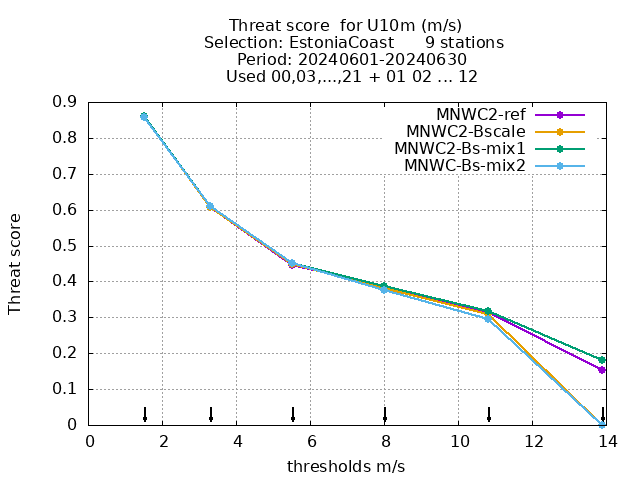 Threat score for U10m (m/s)
Selection: EstoniaCoast 9 stations
Period: 20240601-20240630
Used 00,03,...,21 + 01 02 ... 12
MNWC2-ref
MNWC2-Bscale
MNWC2-Bs-mix1
MNWC-Bs-mix2
Threat score
0.9
0.8
0.7
0.6
0.5
0.4
0.3
0.2
0.1
0
0 2 4 6 8 10 12 14
thresholds m/s